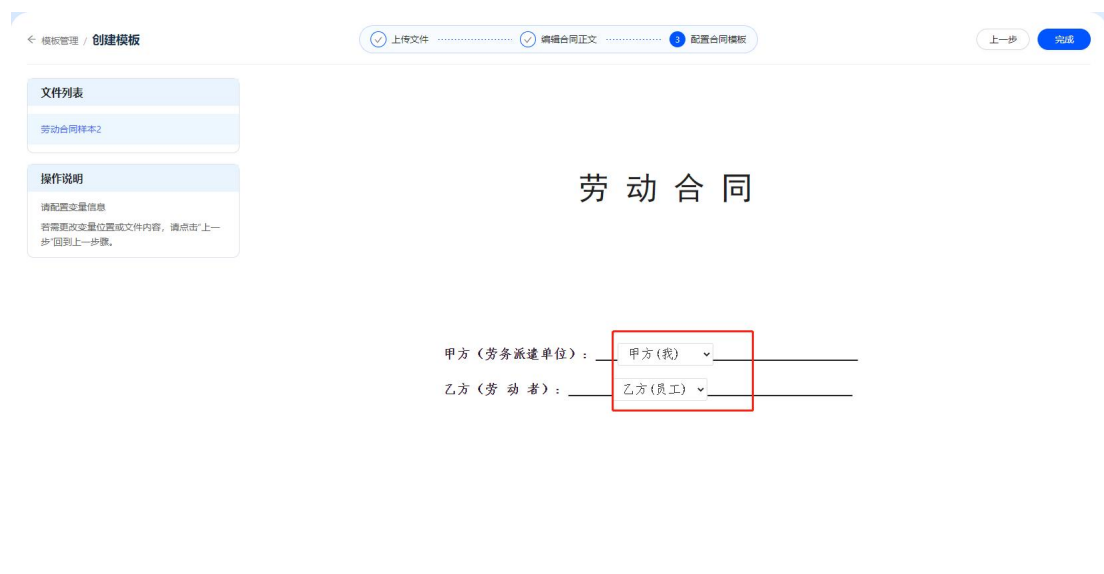 ← 模板管理 / 创建模板
上传文件
编辑合同正文
3 配置合同模板
上一步
完成
文件列表
劳动合同样本2
操作说明
请配置变量信息
若需更改变量位置或文件内容，请点击“上一
步”回到上一步骤。
劳动合同
甲方（劳务派遣单位）：甲方(我)
乙方（劳 动 者）：乙方(员工)